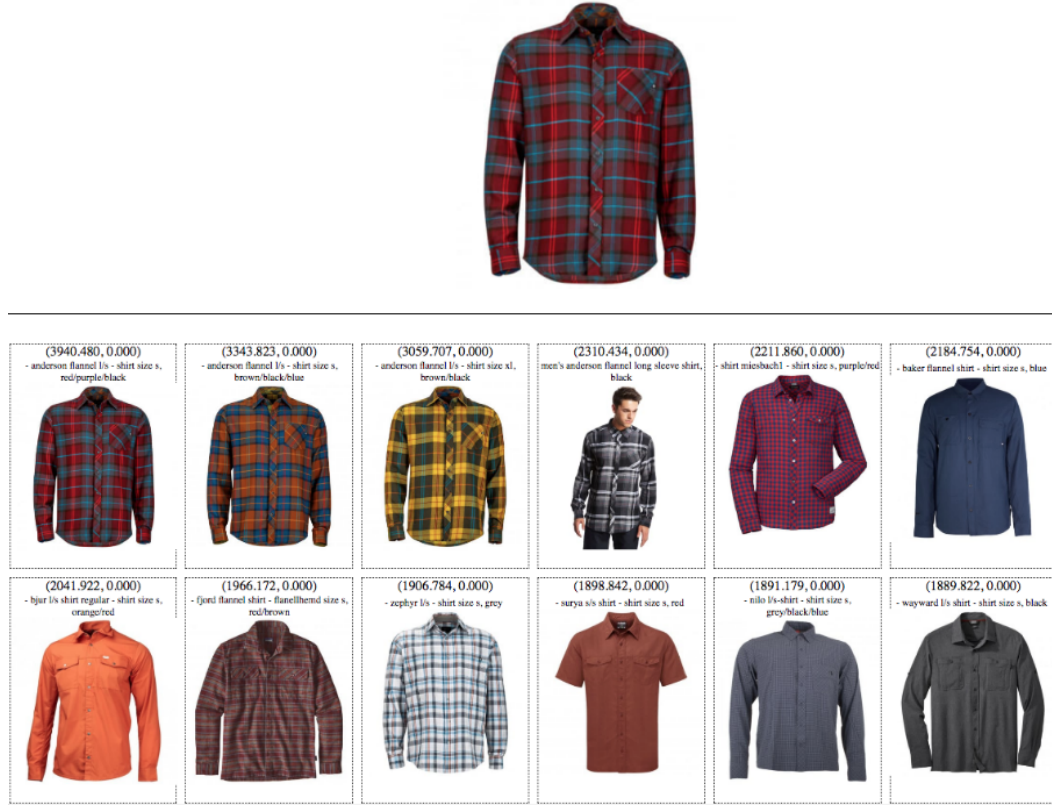 (3940.480, 0.000)
- anderson flannel l/s - shirt size s,
red/purple/black
(3343.823, 0.000)
- anderson flannel l/s - shirt size s,
brown/black/blue
(3059.707, 0.000)
- anderson flannel l/s - shirt size xl,
brown/black
(2310.434, 0.000)
men's anderson flannel long sleeve shirt,
black
(2211.860, 0.000)
- shirt miesbach1 - shirt size s, purple/red
(2184.754, 0.000)
- baker flannel shirt - shirt size s, blue
(2041.922, 0.000)
- bjur l/s shirt regular - shirt size s,
orange/red
(1966.172, 0.000)
- fjord flannel shirt - flanellhemd size s,
red/brown
(1906.784, 0.000)
- zephyr l/s - shirt size s, grey
(1898.842, 0.000)
- surya s/s shirt - shirt size s, red
(1891.179, 0.000)
- nilo l/s-shirt - shirt size s,
grey/black/blue
(1889.822, 0.000)
- wayward l/s shirt - shirt size s, black